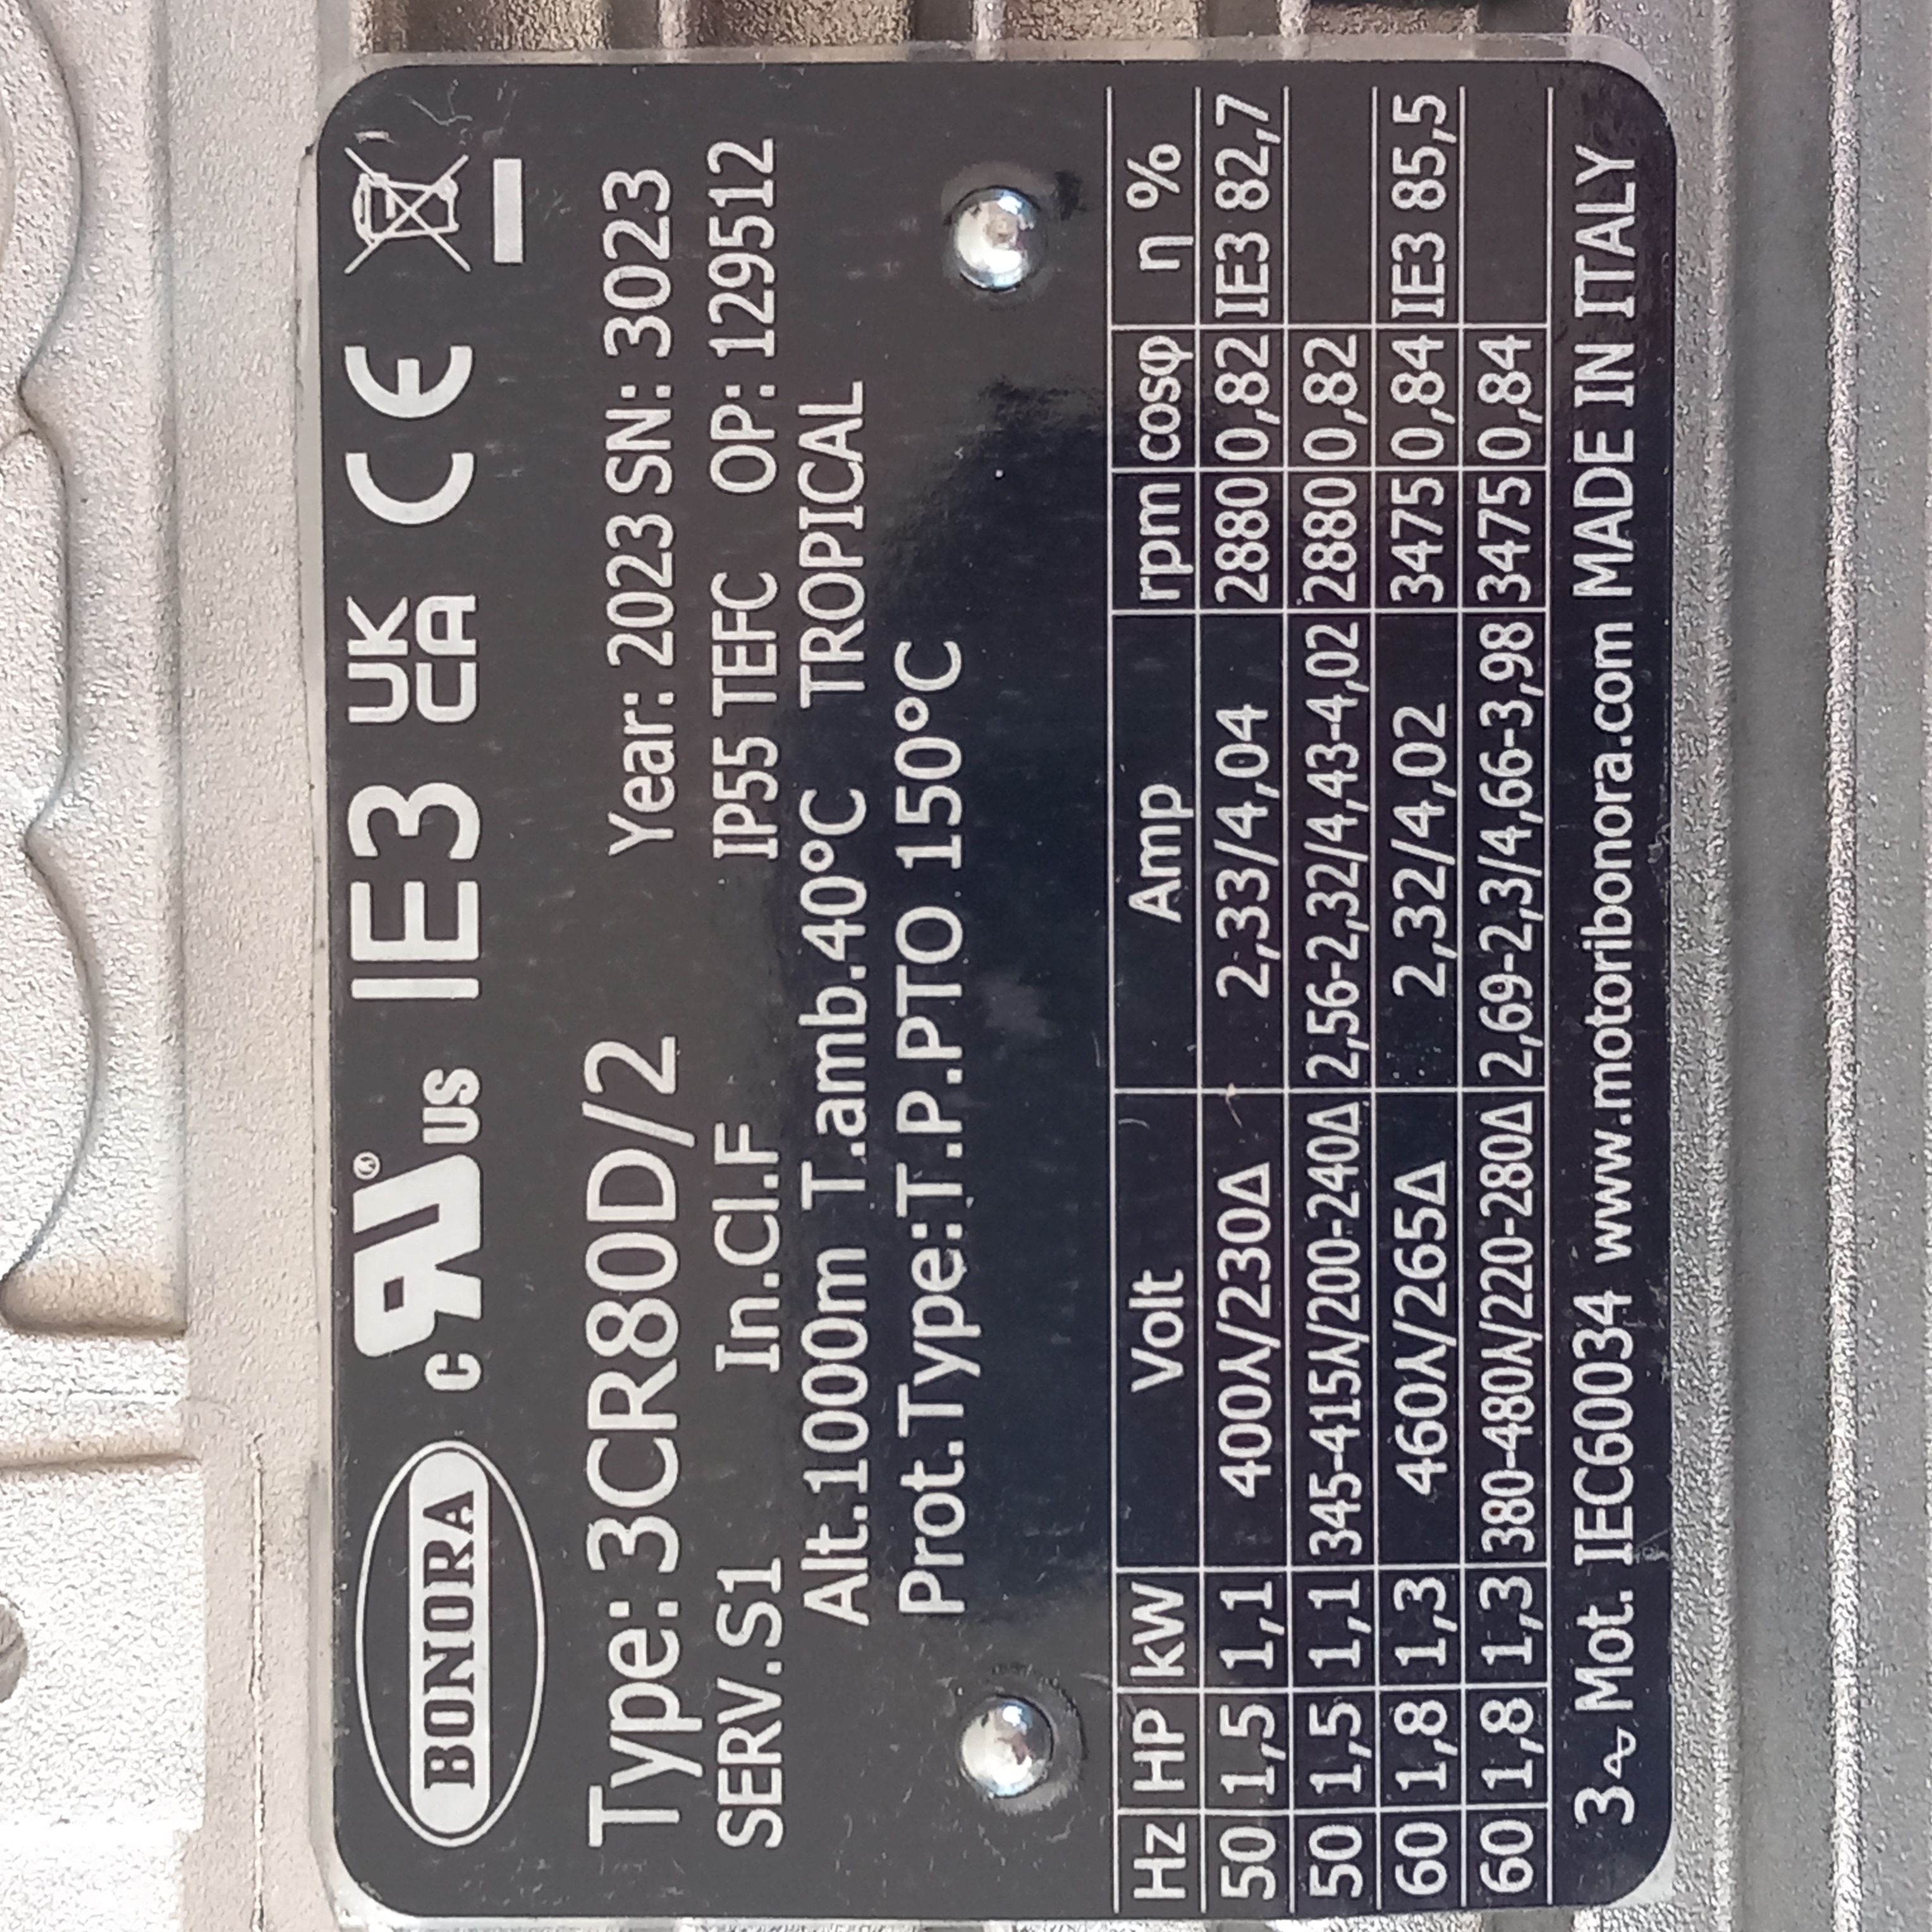 BONORA c RU US ® IE3 UK CA CE
Type: 3CR80D/2 Year: 2023 SN: 3023
SERV.S1 In.Cl.F IP55 TEFC OP: 129512
Alt.1000m T.amb.40°C TROPICAL
Prot.Type:T.P.PTO 150°C
Hz HP kW Volt Amp rpm cosφ η %
50 1,5 1,1 400⅄/230Δ 2,33/4,04 2880 0,82 IE3 82,7
50 1,5 1,1 345-415⅄/200-240Δ 2,56-2,32/4,43-4,02 2880 0,82
60 1,8 1,3 460⅄/265Δ 2,32/4,02 3475 0,84 IE3 85,5
60 1,8 1,3 380-480⅄/220-280Δ 2,69-2,3/4,66-3,98 3475 0,84
3~ Mot. IEC60034 www.motoribonora.com MADE IN ITALY